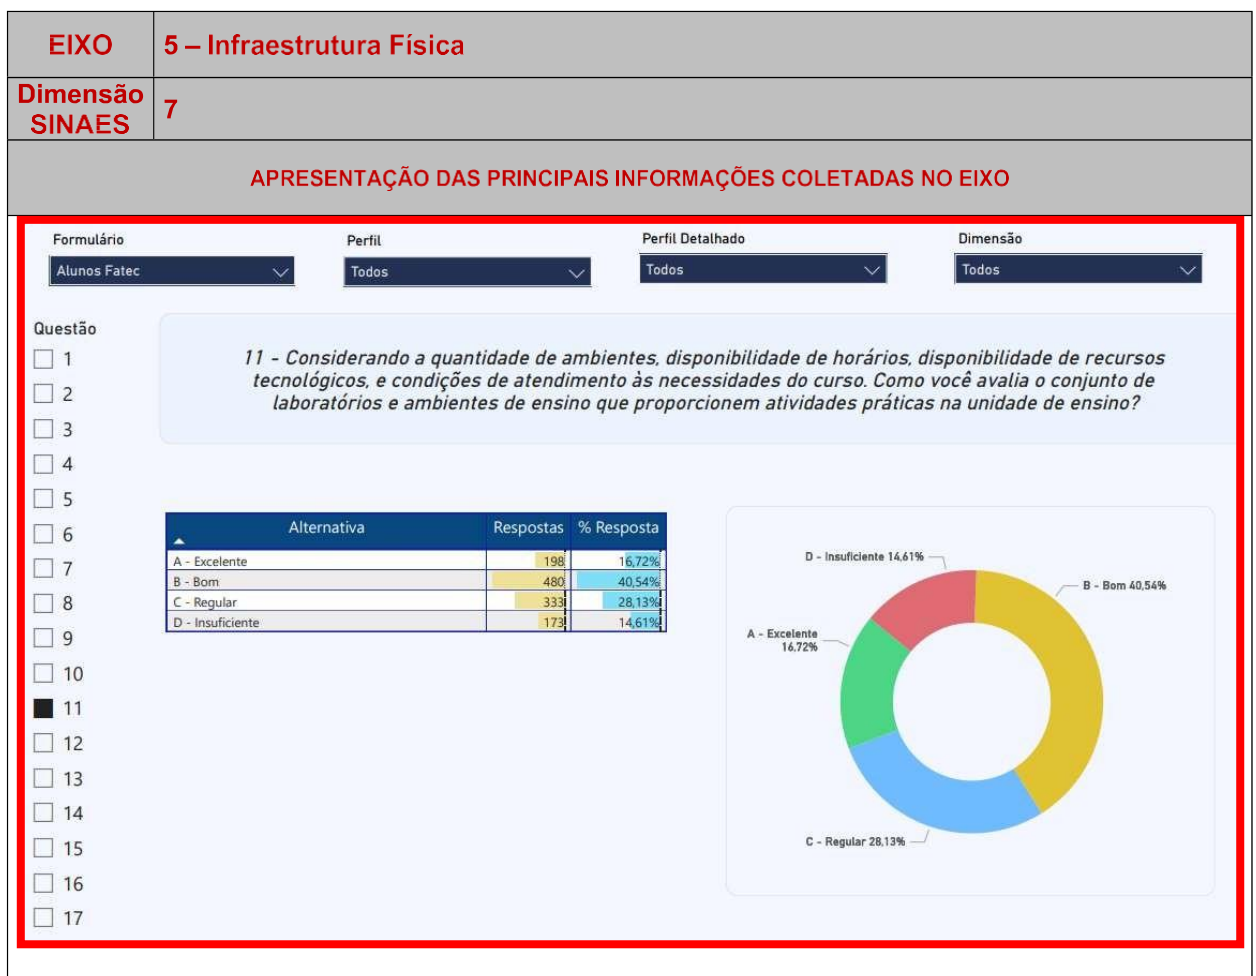 EIXO
5 – Infraestrutura Física
Dimensão
SINAES
7
APRESENTAÇÃO DAS PRINCIPAIS INFORMAÇÕES COLETADAS NO EIXO
Formulário
Perfil
Perfil Detalhado
Dimensão
Alunos Fatec
Todos
Todos
Todos
Questão
1
2
3
4
5
6
7
8
9
10
11
12
13
14
15
16
17
11 - Considerando a quantidade de ambientes, disponibilidade de horários, disponibilidade de recursos
tecnológicos, e condições de atendimento às necessidades do curso. Como você avalia o conjunto de
laboratórios e ambientes de ensino que proporcionem atividades práticas na unidade de ensino?
Alternativa Respostas % Resposta
A - Excelente 198 16,72%
B - Bom 480 40,54%
C - Regular 333 28,13%
D - Insuficiente 173 14,61%
D - Insuficiente 14,61%
B - Bom 40,54%
A - Excelente
16,72%
C - Regular 28,13%